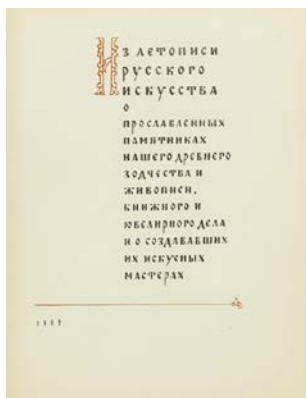 Из летописи
русского
искусства
о
прославленных
памятниках
нашего древнего
зодчества и
живописи,
книжного и
ювелирного дела
и о создававших
их искусных
мастерах